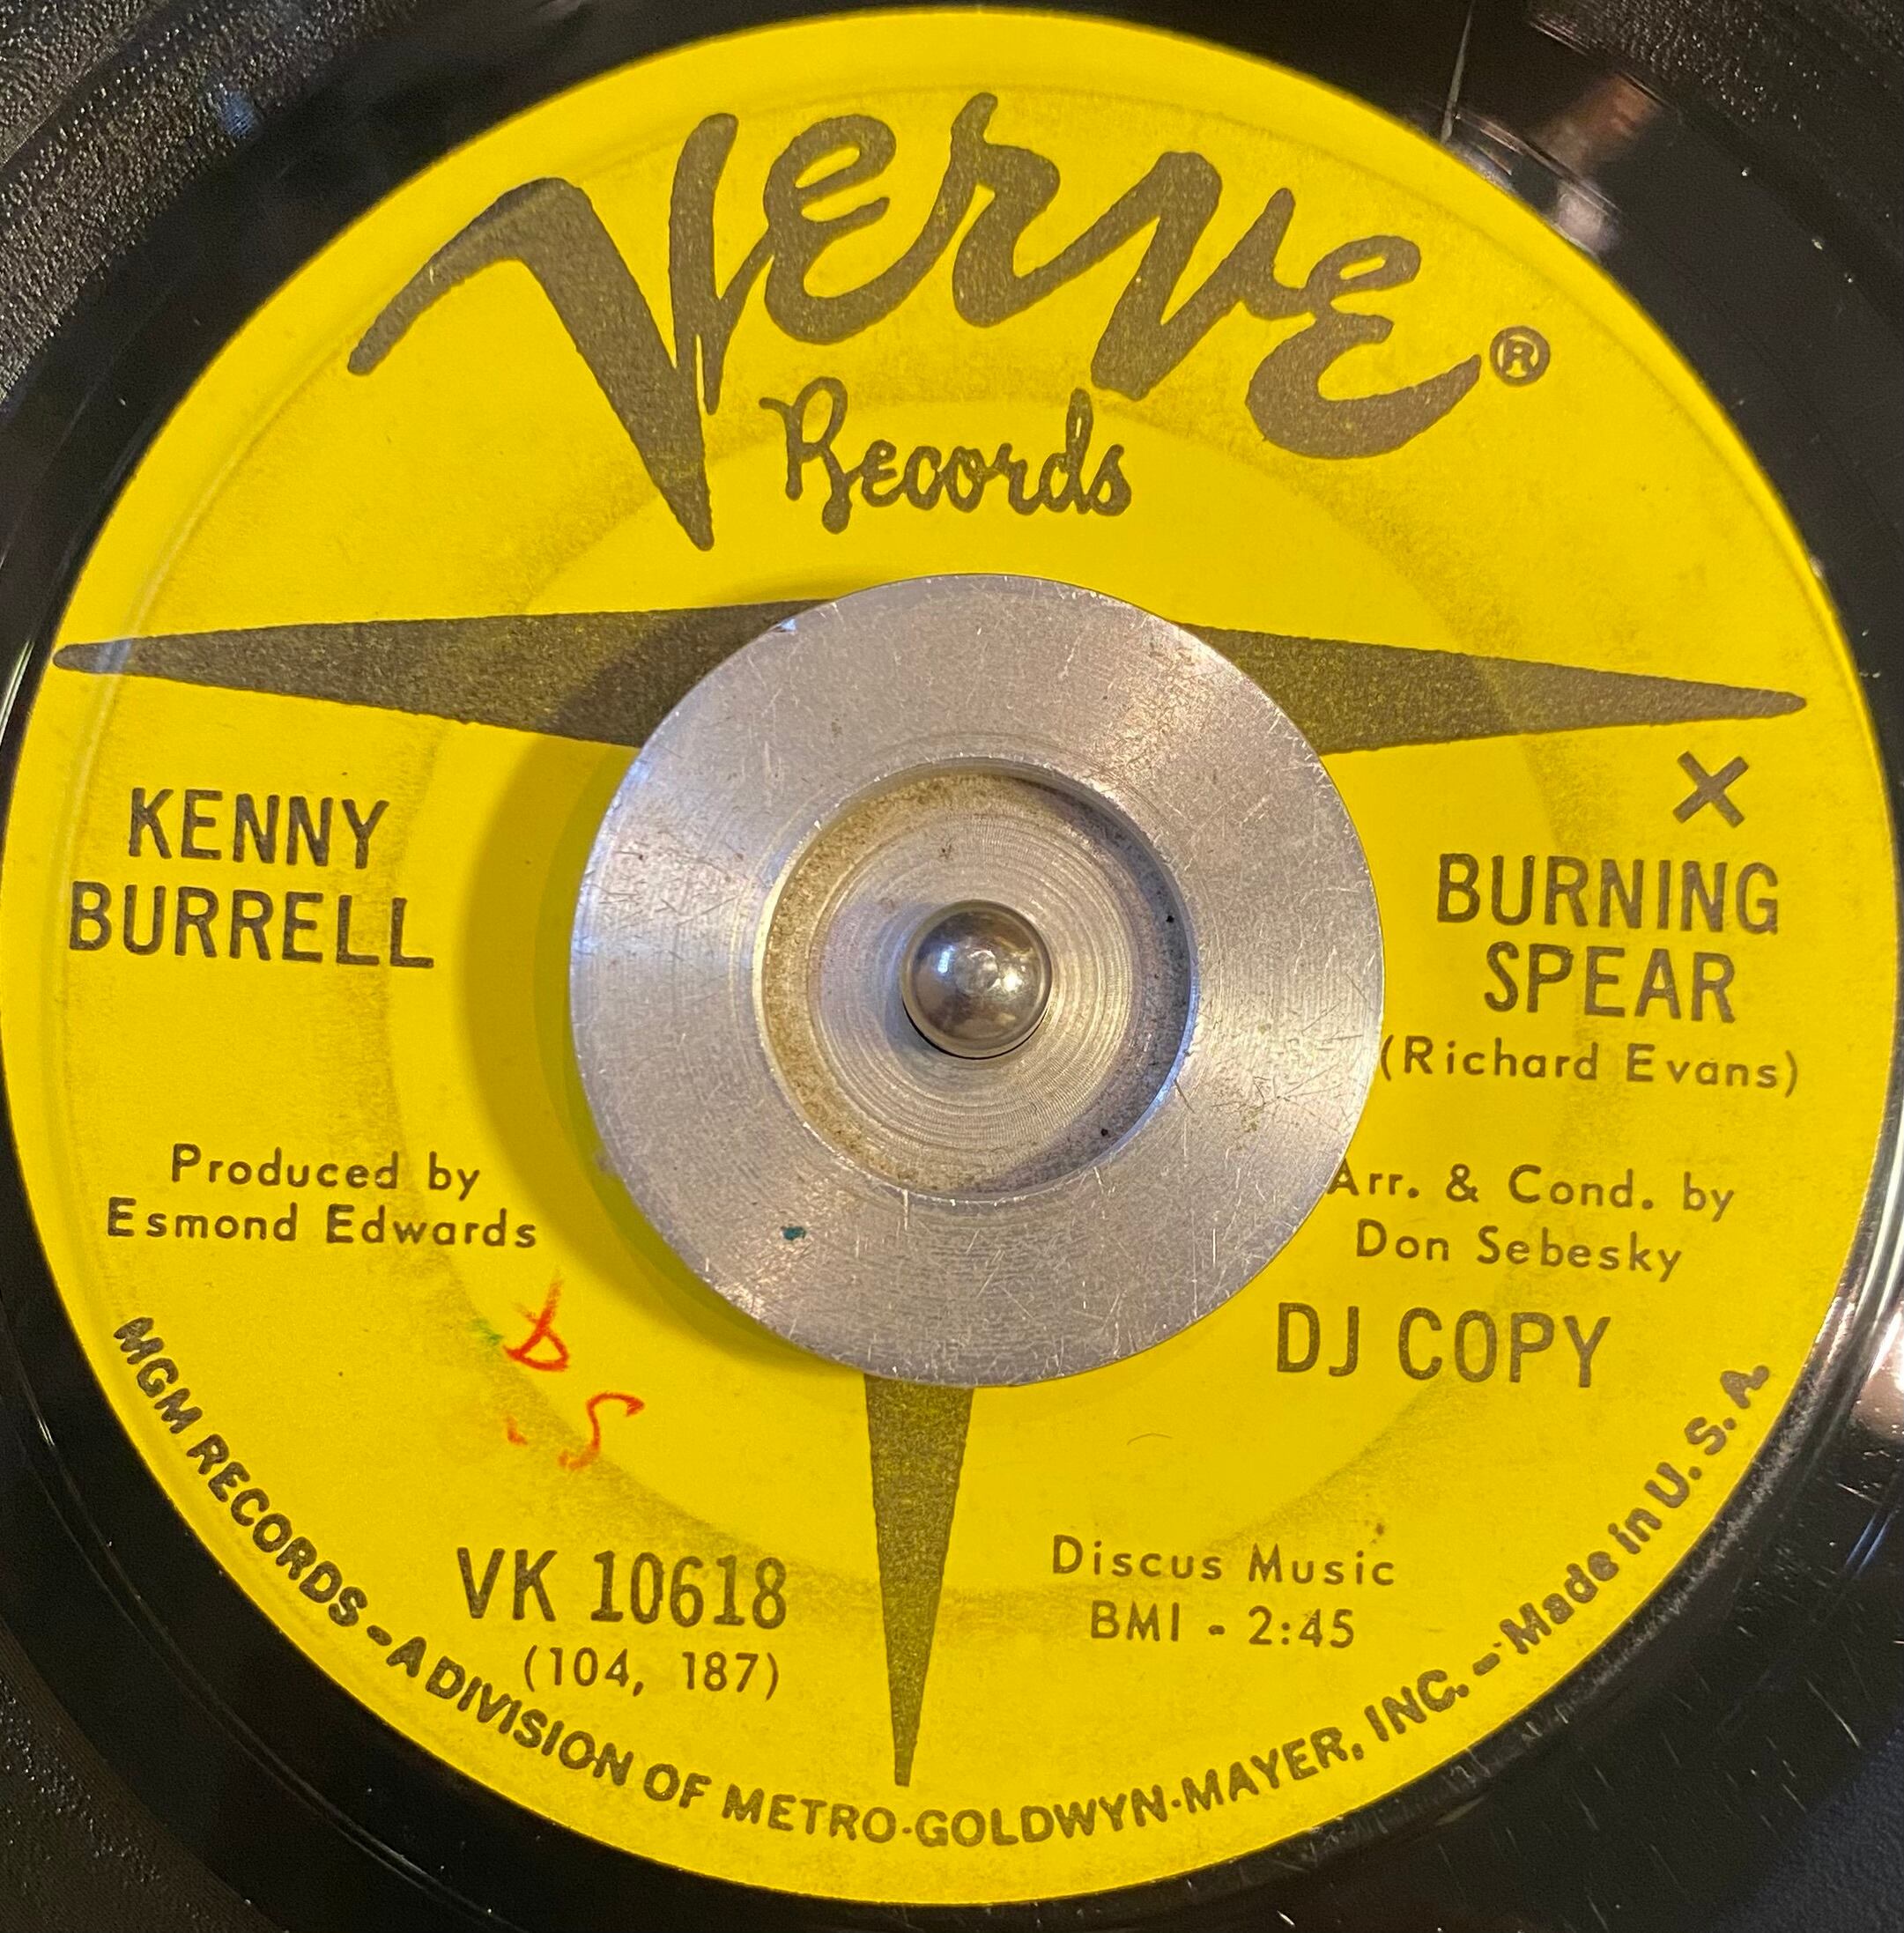 Verve®
Records
KENNY
BURRELL
Produced by
Esmond Edwards
×
BURNING
SPEAR
(Richard Evans)
Arr. & Cond. by
Don Sebesky
DJ COPY
VK 10618
(104, 187)
Discus Music
BMI - 2:45
MGM RECORDS - A DIVISION OF METRO-GOLDWYN-MAYER, INC. - Made in U. S. A.